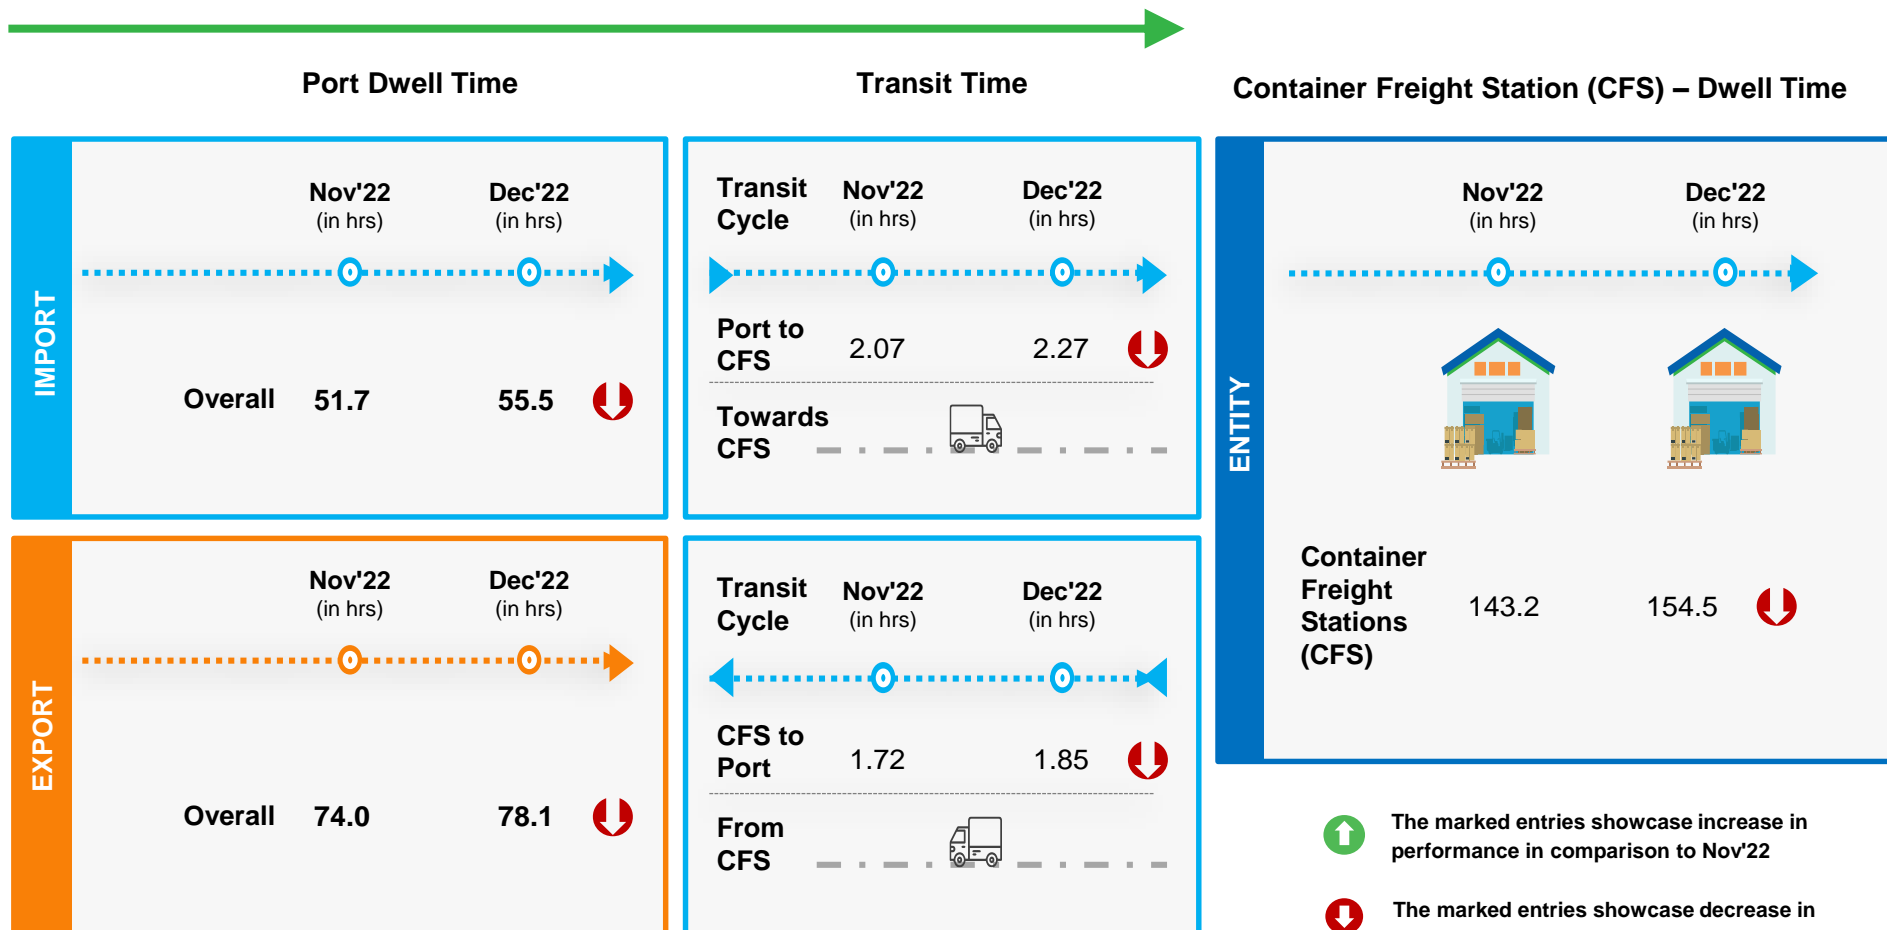 Port Dwell Time
Transit Time
Container Freight Station (CFS) – Dwell Time
IMPORT
Nov'22
(in hrs)
Dec'22
(in hrs)
Overall 51.7 55.5
Transit
Cycle
Nov'22
(in hrs)
Dec'22
(in hrs)
Port to
CFS
2.07 2.27
Towards
CFS
EXPORT
Nov'22
(in hrs)
Dec'22
(in hrs)
Overall 74.0 78.1
Transit
Cycle
Nov'22
(in hrs)
Dec'22
(in hrs)
CFS to
Port
1.72 1.85
From
CFS
ENTITY
Nov'22
(in hrs)
Dec'22
(in hrs)
Container
Freight
Stations
(CFS)
143.2 154.5
The marked entries showcase increase in
performance in comparison to Nov'22
The marked entries showcase decrease in